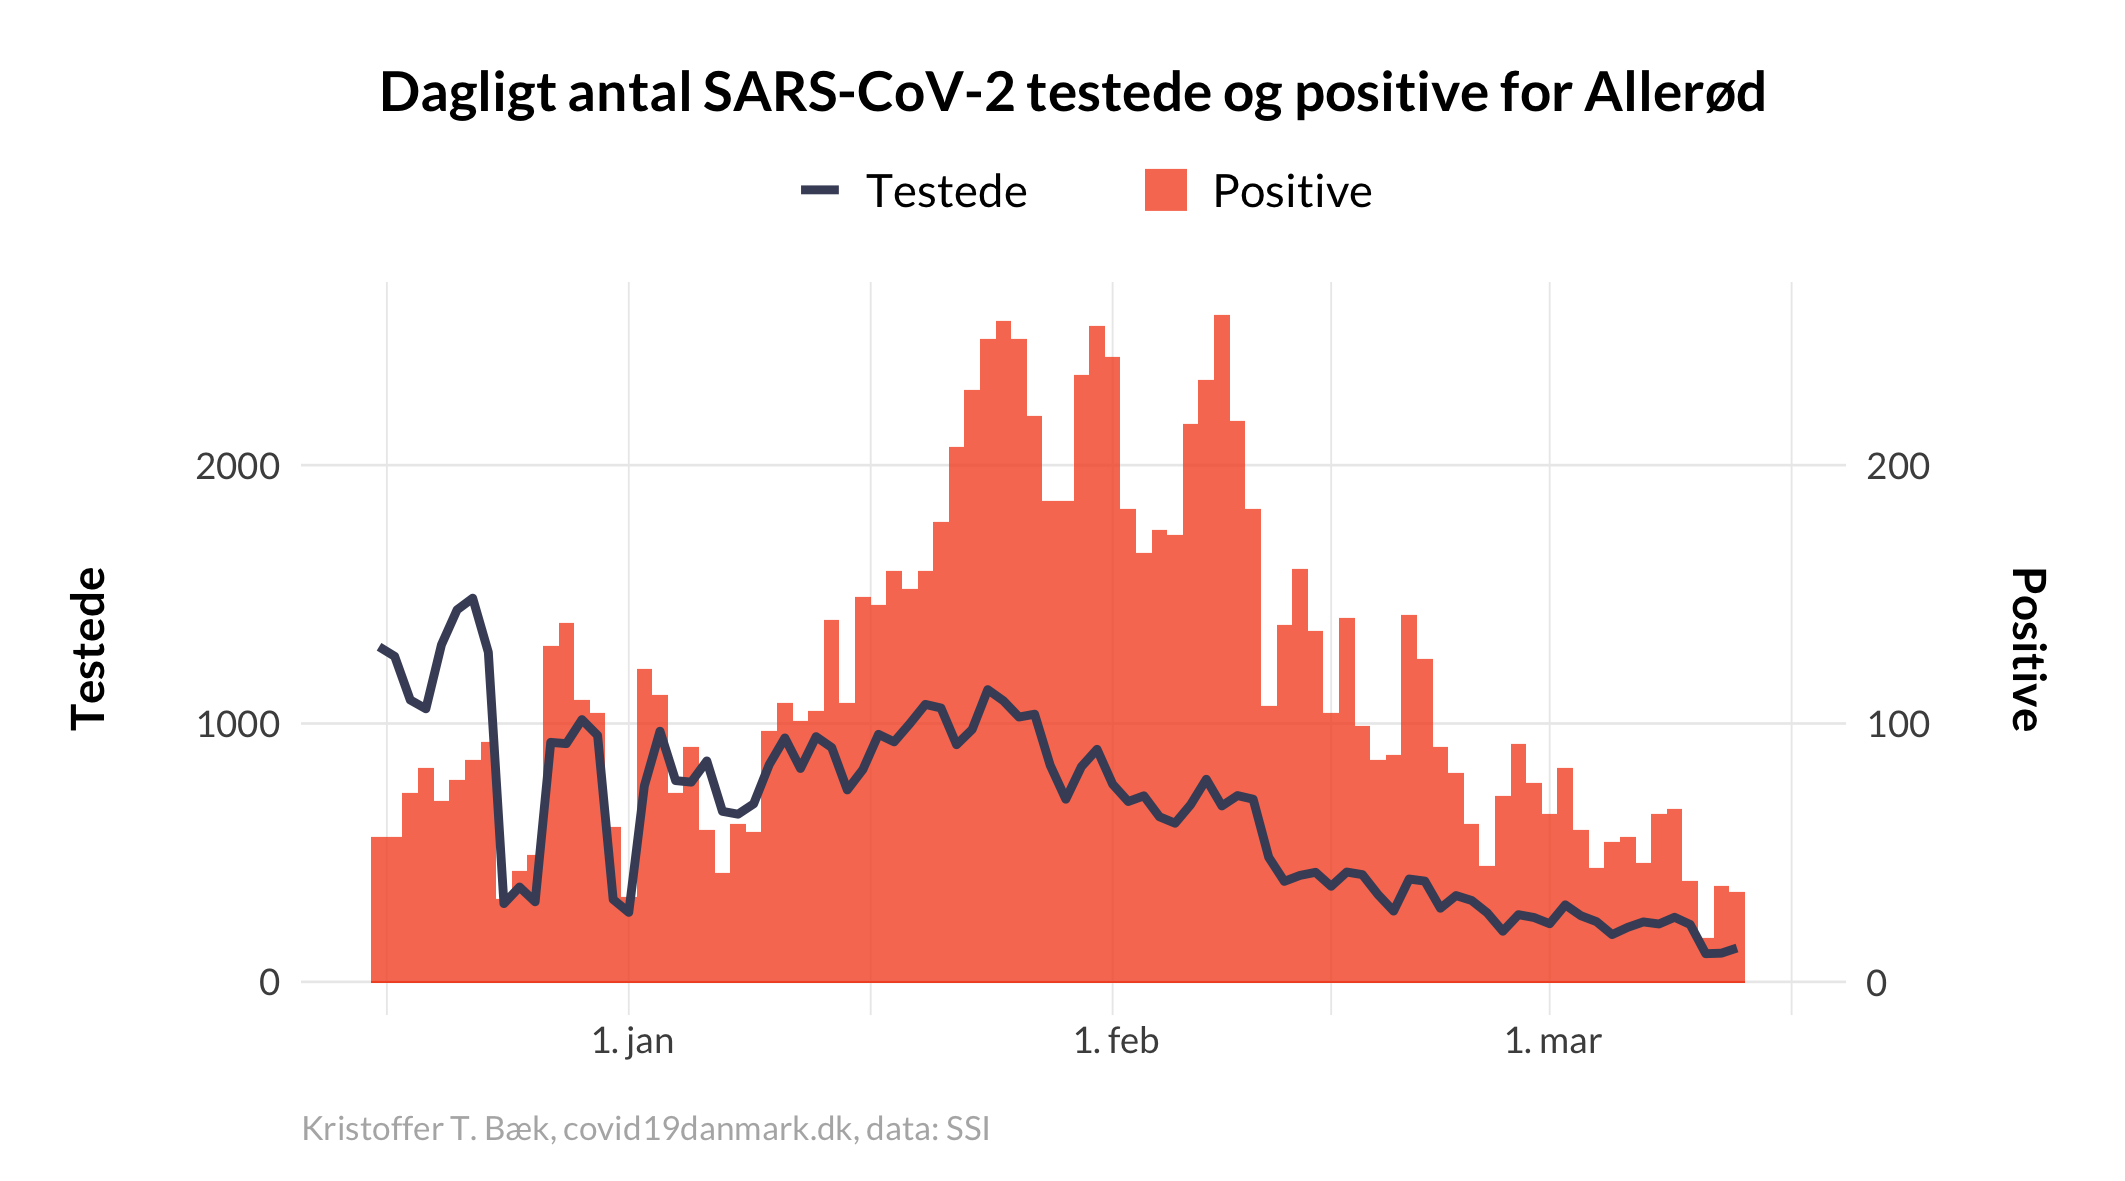 Dagligt antal SARS-CoV-2 testede og positive for Allerød
Testede
Positive
Testede
2000
1000
0
200
100
0
Positive
1. jan
1. feb
1. mar
Kristoffer T. Bæk, covid19danmark.dk, data: SSI